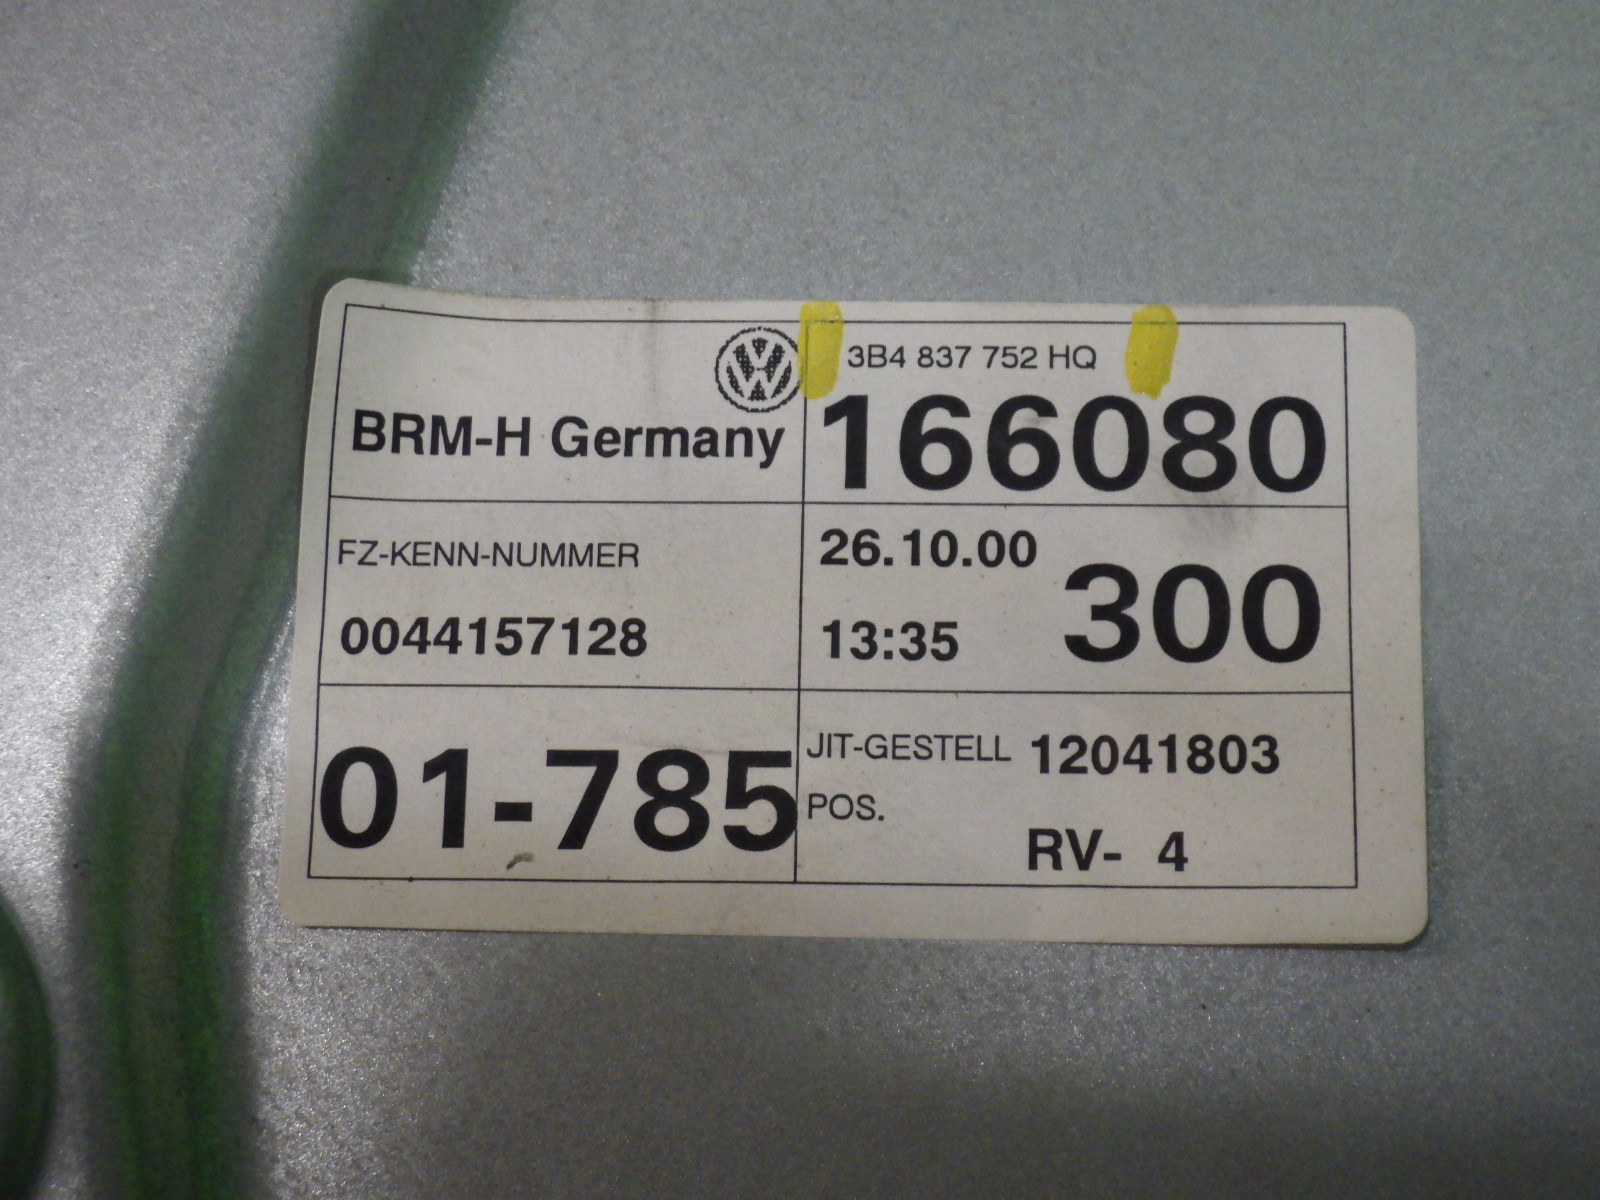 3B4 837 752 HQ
BRM-H Germany
166080
FZ-KENN-NUMMER
0044157128
26.10.00
13:35
300
01-785
JIT-GESTELL 12041803
POS.
RV- 4